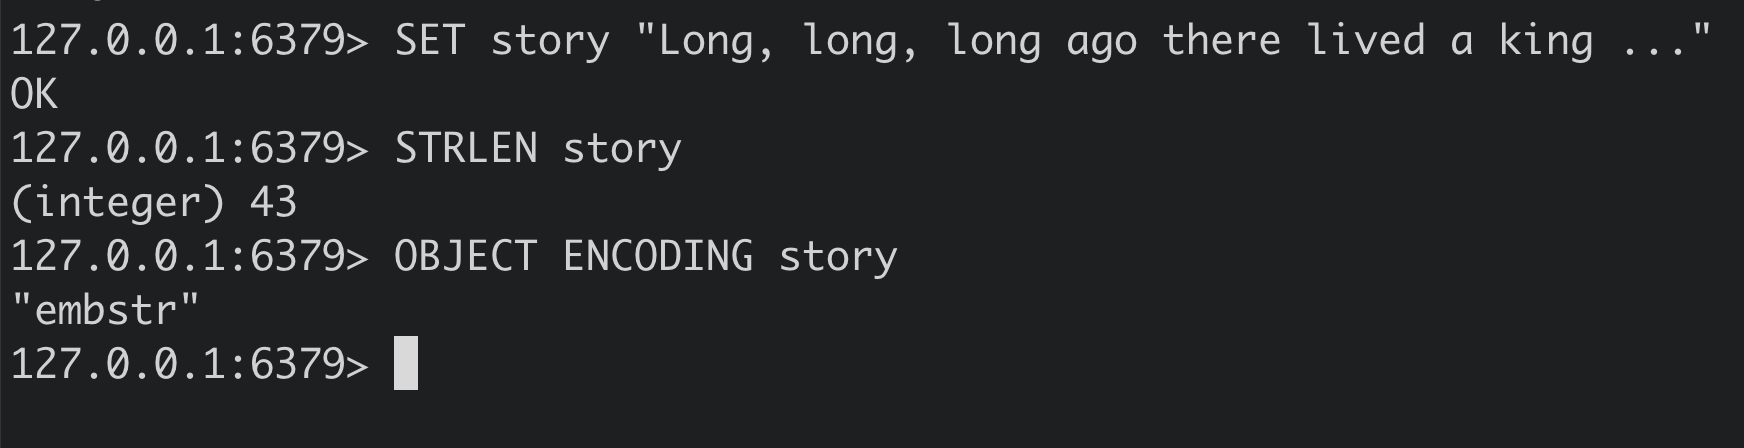 127.0.0.1:6379> SET story "Long, long, long ago there lived a king ..."
OK
127.0.0.1:6379> STRLEN story
(integer) 43
127.0.0.1:6379> OBJECT ENCODING story
"embstr"
127.0.0.1:6379>